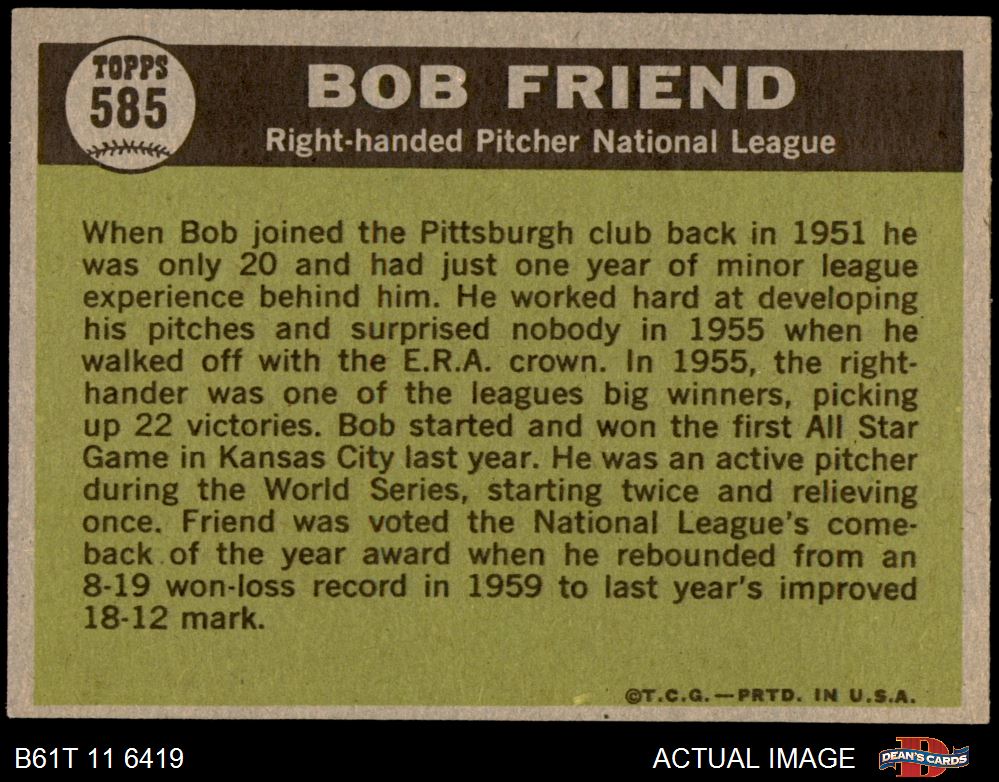 TOPPS
585
BOB FRIEND
Right-handed Pitcher National League
When Bob joined the Pittsburgh club back in 1951 he
was only 20 and had just one year of minor league
experience behind him. He worked hard at developing
his pitches and surprised nobody in 1955 when he
walked off with the E.R.A. crown. In 1955, the right-
hander was one of the leagues big winners, picking
up 22 victories. Bob started and won the first All Star
Game in Kansas City last year. He was an active pitcher
during the World Series, starting twice and relieving
once. Friend was voted the National League's come-
back of the year award when he rebounded from an
8-19 won-loss record in 1959 to last year's improved
18-12 mark.
©T.C.G.—PRTD. IN U.S.A.
B61T 11 6419
ACTUAL IMAGE
DEAN'S CARDS